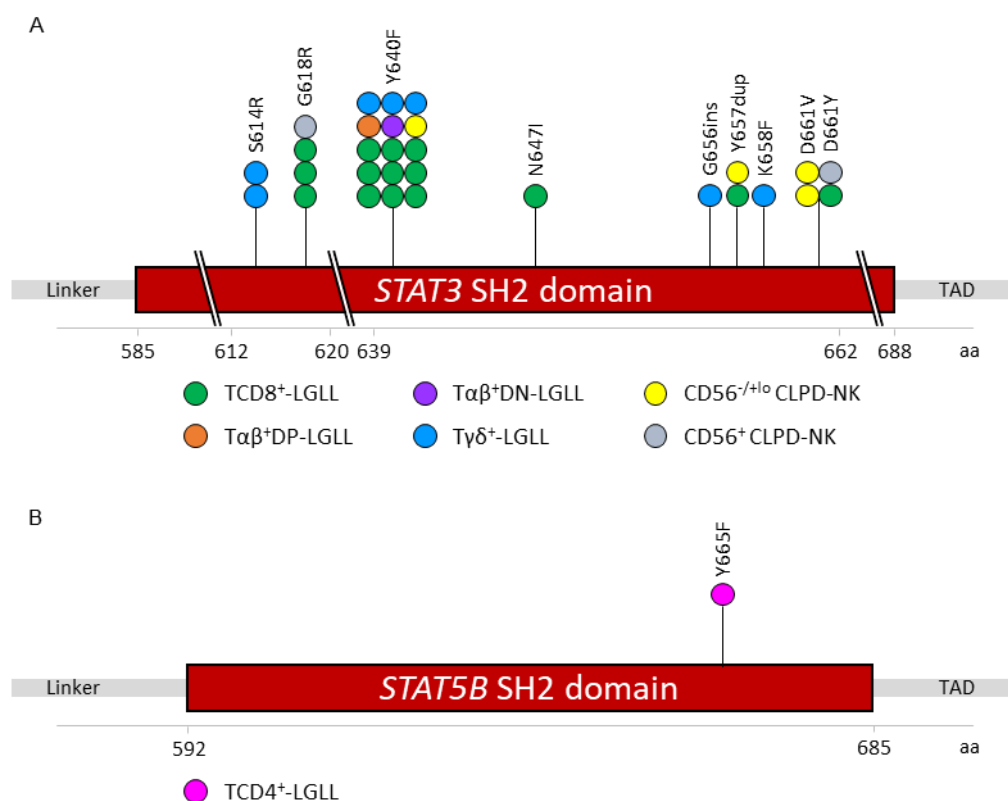 A
S614R
G618R
Y640F
N647I
G656ins
Y657dup
K658F
D661V
D661Y
Linker
STAT3 SH2 domain
TAD
585 612 620 639 662 688 aa
TCD8⁺-LGLL Tαβ⁺DN-LGLL CD56⁻/⁺ˡᵒ CLPD-NK
Tαβ⁺DP-LGLL Tγδ⁺-LGLL CD56⁺ CLPD-NK
B
Y665F
Linker
STAT5B SH2 domain
TAD
592 685 aa
TCD4⁺-LGLL